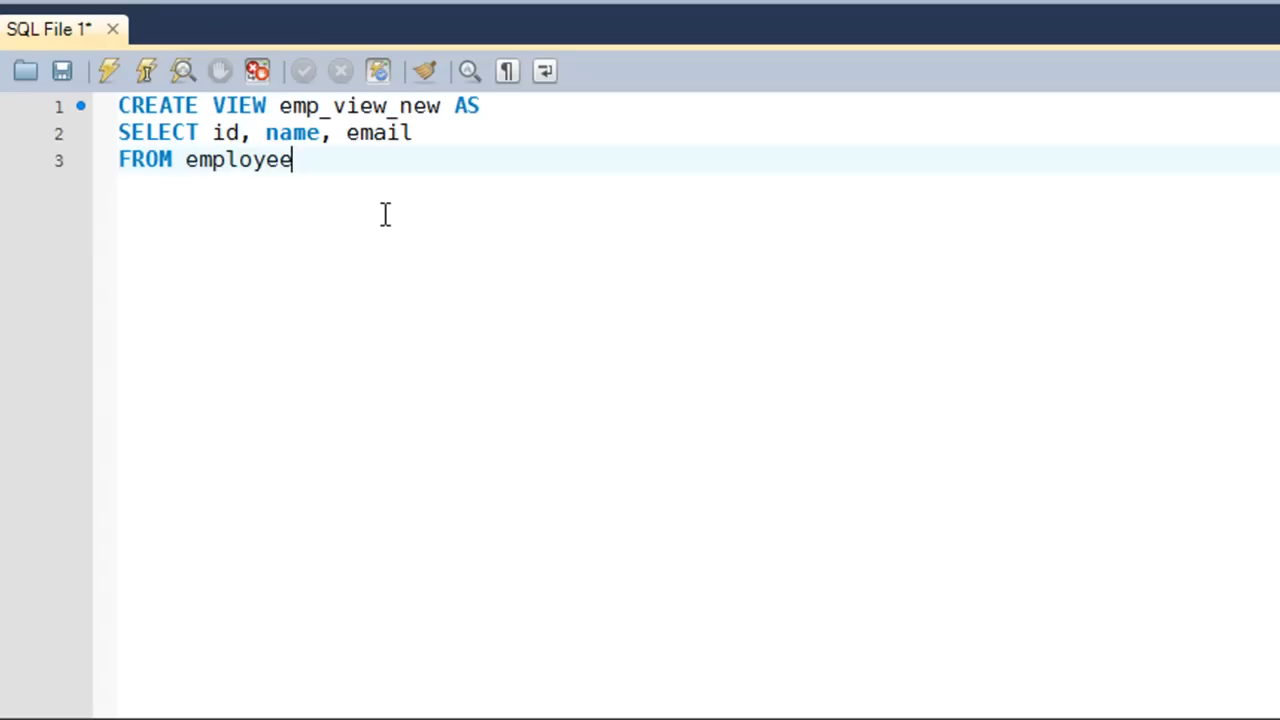 SQL File 1*
1 CREATE VIEW emp_view_new AS
2 SELECT id, name, email
3 FROM employee